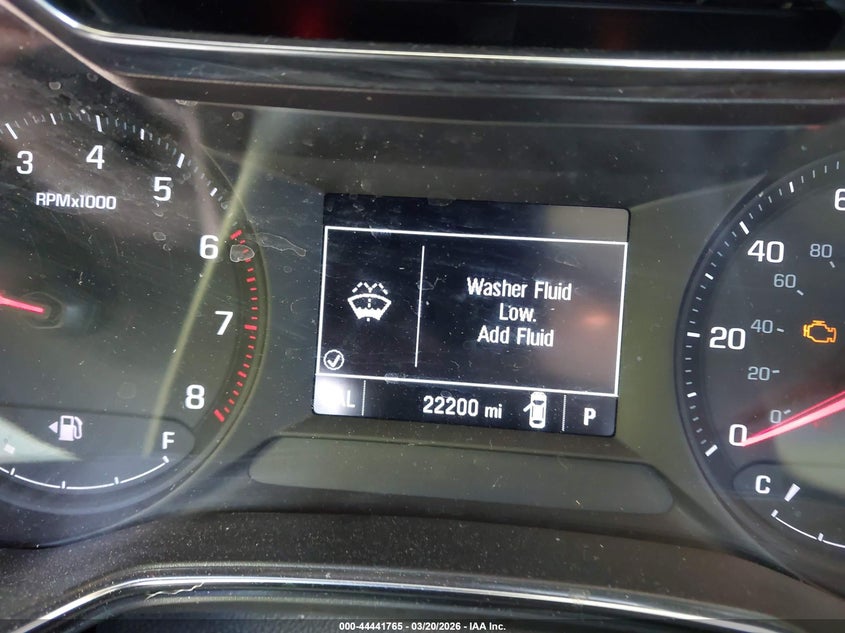 3 4 5 6 7 8
RPMx1000
F
Washer Fluid
Low.
Add Fluid
22200 mi
P
0 20 40
0 20 40 60 80
C
000-44441765 - 03/20/2026 - IAA Inc.